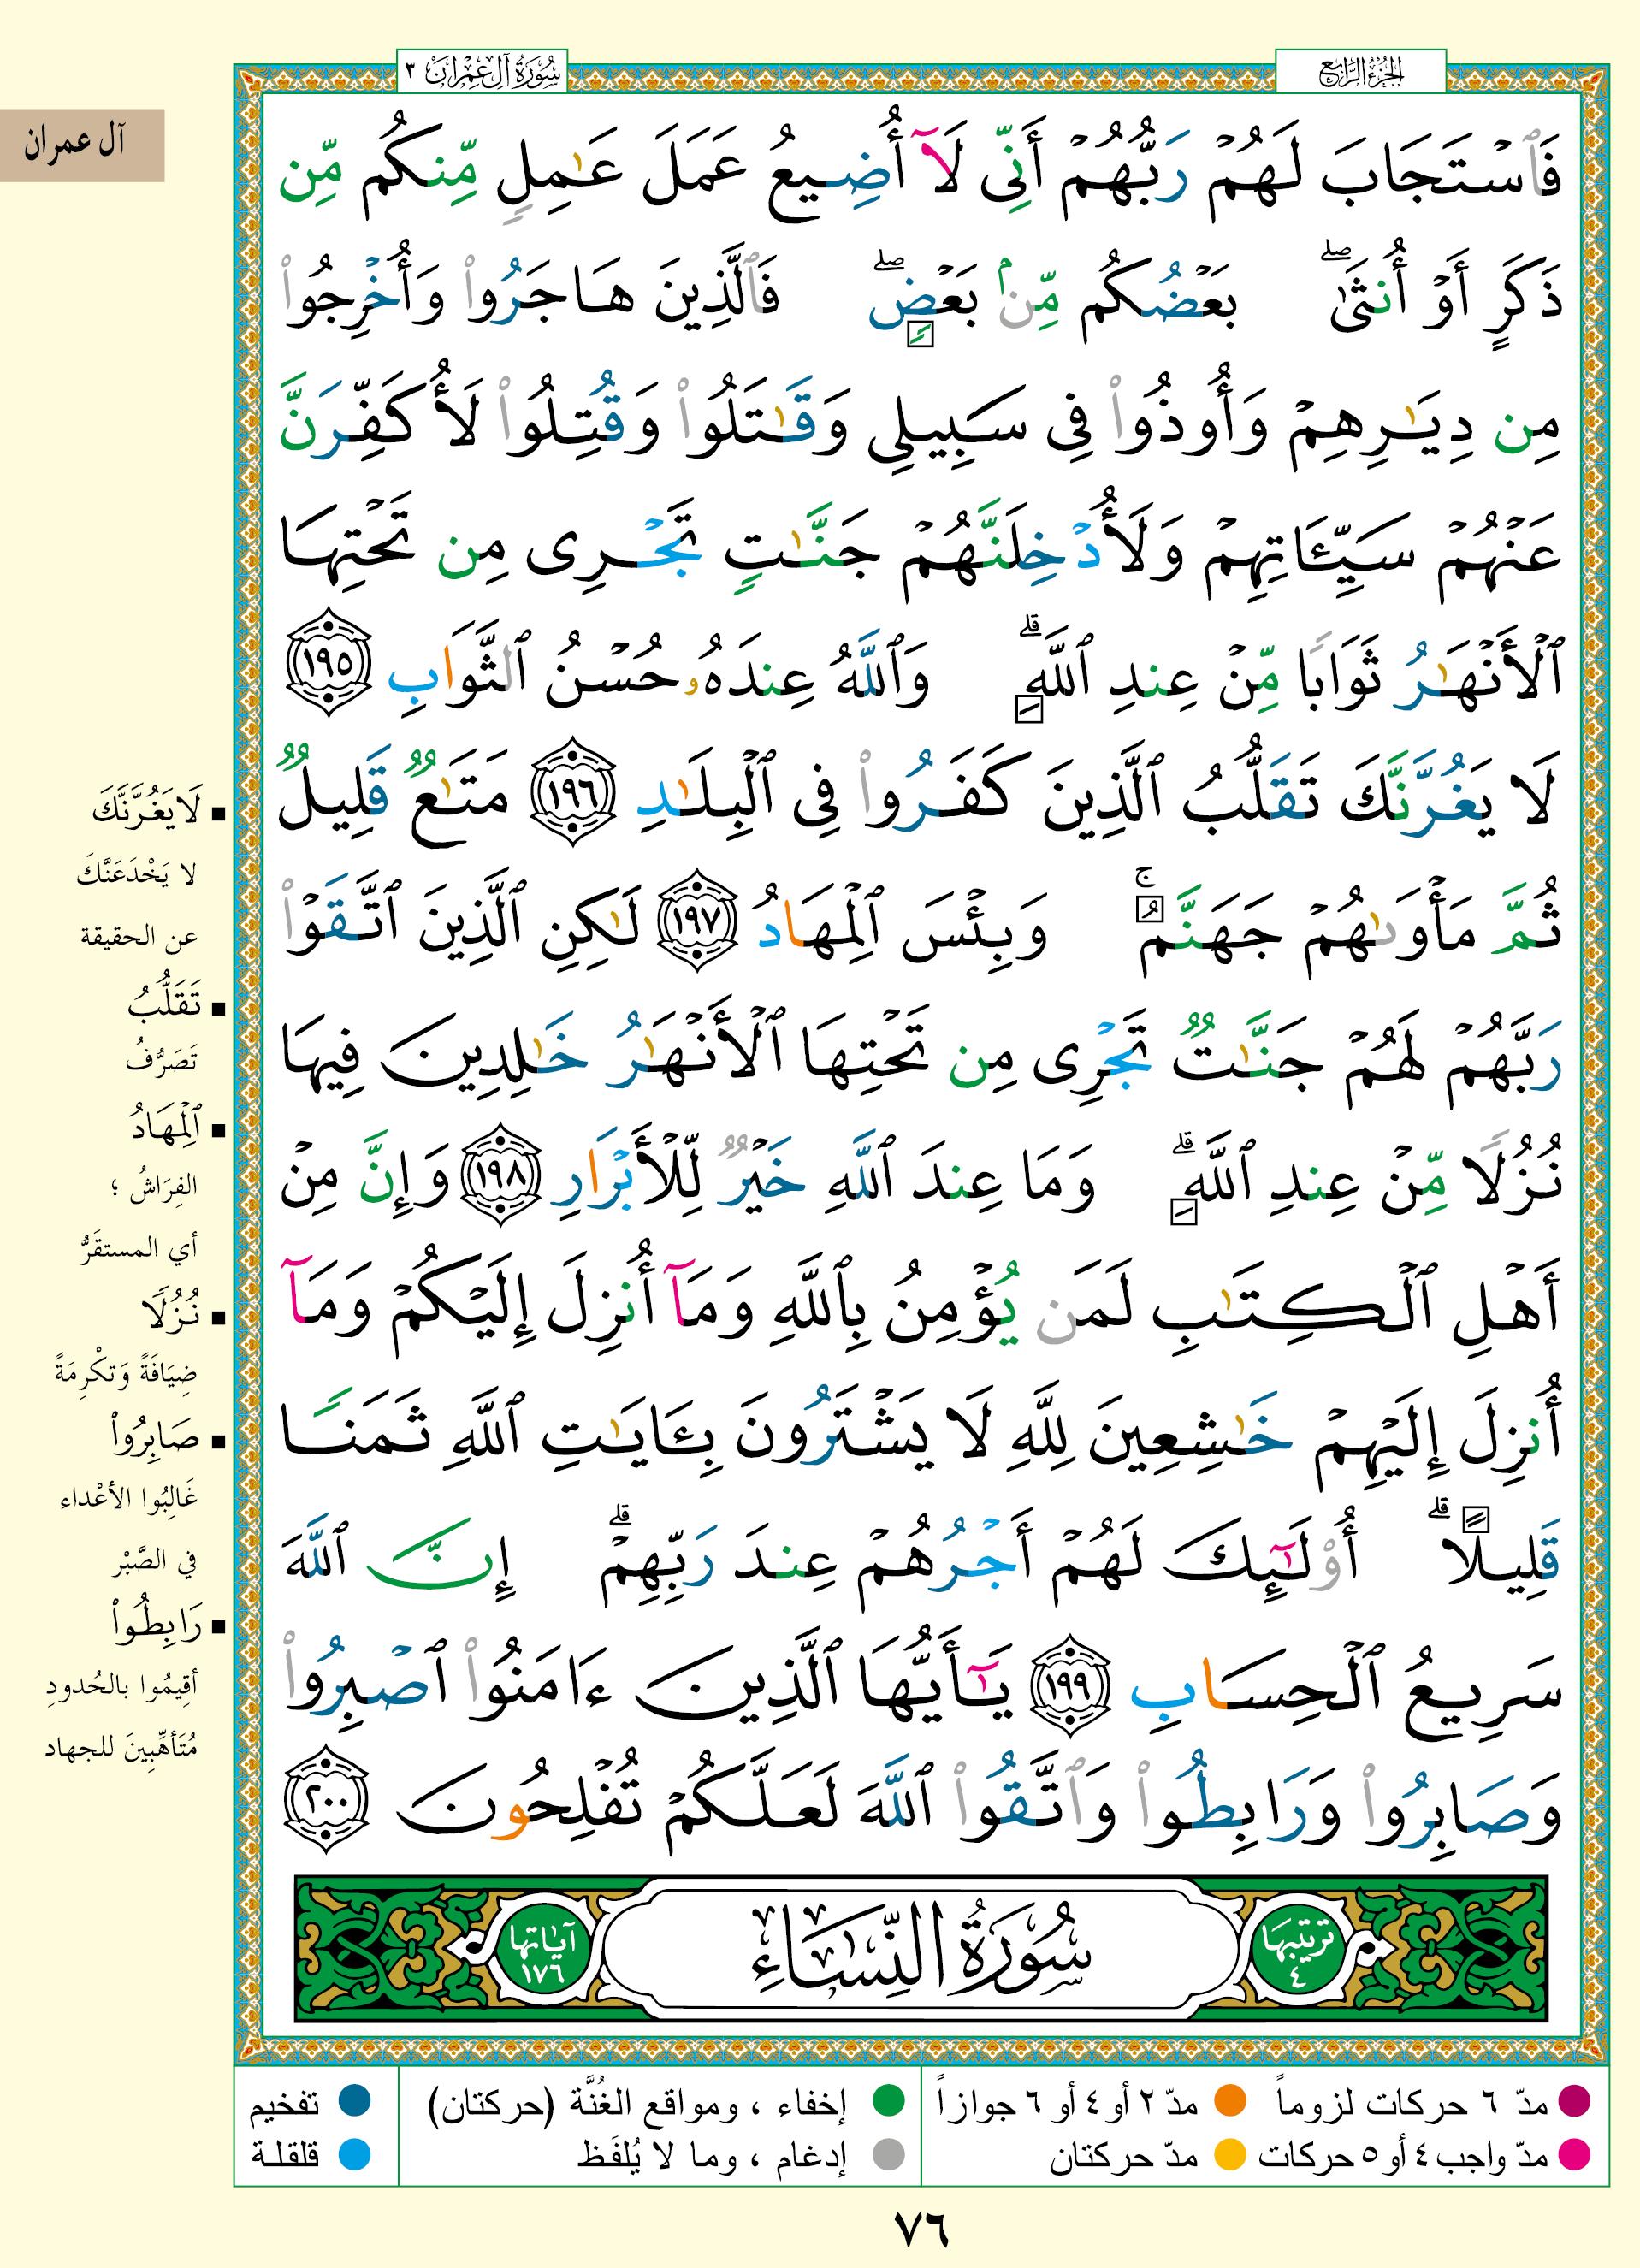 الجزء الرابع
سورة آل عمران ٣
آل عمران
فَٱسْتَجَابَ لَهُمْ رَبُّهُمْ أَنِّى لَآ أُضِيعُ عَمَلَ عَـٰمِلٍ مِّنكُم مِّن
ذَكَرٍ أَوْ أُنثَىٰ ۖ بَعْضُكُم مِّنۢ بَعْضٍ ۖ فَٱلَّذِينَ هَاجَرُوا۟ وَأُخْرِجُوا۟
مِن دِيَـٰرِهِمْ وَأُوذُوا۟ فِى سَبِيلِى وَقَـٰتَلُوا۟ وَقُتِلُوا۟ لَأُكَفِّرَنَّ
عَنْهُمْ سَيِّـَٔاتِهِمْ وَلَأُدْخِلَنَّهُمْ جَنَّـٰتٍ تَجْرِى مِن تَحْتِهَا
ٱلْأَنْهَـٰرُ ثَوَابًا مِّنْ عِندِ ٱللَّهِ ۗ وَٱللَّهُ عِندَهُۥ حُسْنُ ٱلثَّوَابِ ١٩٥
لَا يَغُرَّنَّكَ تَقَلُّبُ ٱلَّذِينَ كَفَرُوا۟ فِى ٱلْبِلَـٰدِ ١٩٦ مَتَـٰعٌ قَلِيلٌ
ثُمَّ مَأْوَىٰهُمْ جَهَنَّمُ ۚ وَبِئْسَ ٱلْمِهَادُ ١٩٧ لَـٰكِنِ ٱلَّذِينَ ٱتَّقَوْا۟
رَبَّهُمْ لَهُمْ جَنَّـٰتٌ تَجْرِى مِن تَحْتِهَا ٱلْأَنْهَـٰرُ خَـٰلِدِينَ فِيهَا
نُزُلًا مِّنْ عِندِ ٱللَّهِ ۗ وَمَا عِندَ ٱللَّهِ خَيْرٌ لِّلْأَبْرَارِ ١٩٨ وَإِنَّ مِنْ
أَهْلِ ٱلْكِتَـٰبِ لَمَن يُؤْمِنُ بِٱللَّهِ وَمَآ أُنزِلَ إِلَيْكُمْ وَمَآ
أُنزِلَ إِلَيْهِمْ خَـٰشِعِينَ لِلَّهِ لَا يَشْتَرُونَ بِـَٔايَـٰتِ ٱللَّهِ ثَمَنًا
قَلِيلًا ۗ أُو۟لَـٰٓئِكَ لَهُمْ أَجْرُهُمْ عِندَ رَبِّهِمْ ۗ إِنَّ ٱللَّهَ
سَرِيعُ ٱلْحِسَابِ ١٩٩ يَـٰٓأَيُّهَا ٱلَّذِينَ ءَامَنُوا۟ ٱصْبِرُوا۟
وَصَابِرُوا۟ وَرَابِطُوا۟ وَٱتَّقُوا۟ ٱللَّهَ لَعَلَّكُمْ تُفْلِحُونَ ٢٠٠
ترتيبها ٤
سُورَةُ النِّسَاءِ
آياتها ١٧٦
▪ لَا يَغُرَّنَّكَ
لا يَخْدَعَنَّكَ
عن الحقيقة
▪ تَقَلُّبُ
تَصَرُّفُ
▪ ٱلْمِهَادُ
الفِرَاشُ ؛
أي المستقَرُّ
▪ نُزُلًا
ضِيَافَةً وَتكْرِمَةً
▪ صَابِرُوا۟
غَالِبُوا الأعْداء
في الصَّبْر
▪ رَابِطُوا۟
أقِيمُوا بالحُدودِ
مُتَأهِّبِينَ للجهاد
مدّ ٦ حركات لزوماً ● مدّ ٢ أو ٤ أو ٦ جوازاً
مدّ واجب ٤ أو ٥ حركات ● مدّ حركتان
إخفاء ، ومواقع الغُنَّة (حركتان)
إدغام ، وما لا يُلفَظ
تفخيم
قلقلة
٧٦